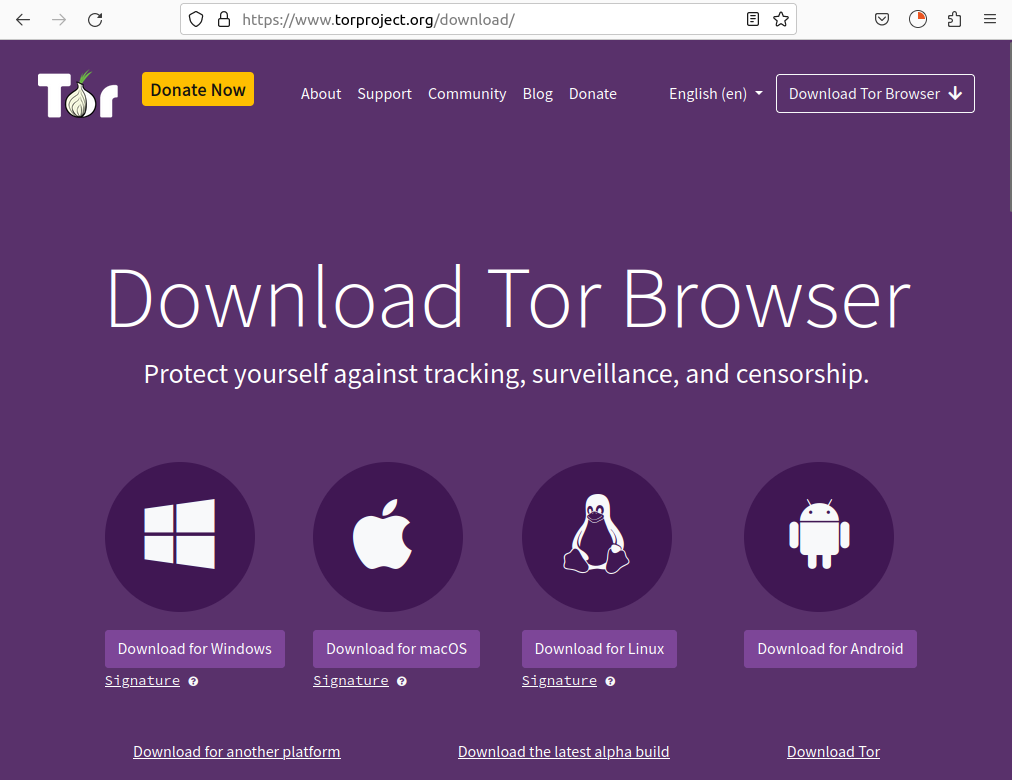 https://www.torproject.org/download/
Tor Donate Now About Support Community Blog Donate English (en) Download Tor Browser
Download Tor Browser
Protect yourself against tracking, surveillance, and censorship.
Download for Windows Download for macOS Download for Linux Download for Android
Signature Signature Signature
Download for another platform Download the latest alpha build Download Tor